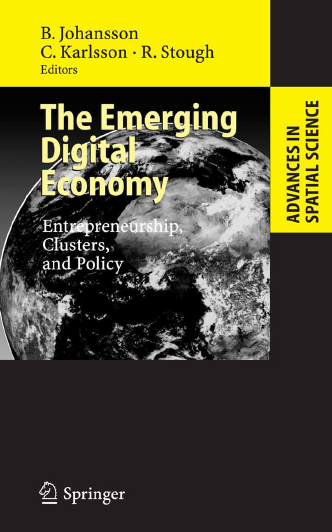 B. Johansson
C. Karlsson · R. Stough
Editors
The Emerging
Digital
Economy
Entrepreneurship,
Clusters,
and Policy
ADVANCES IN
SPATIAL SCIENCE
Springer